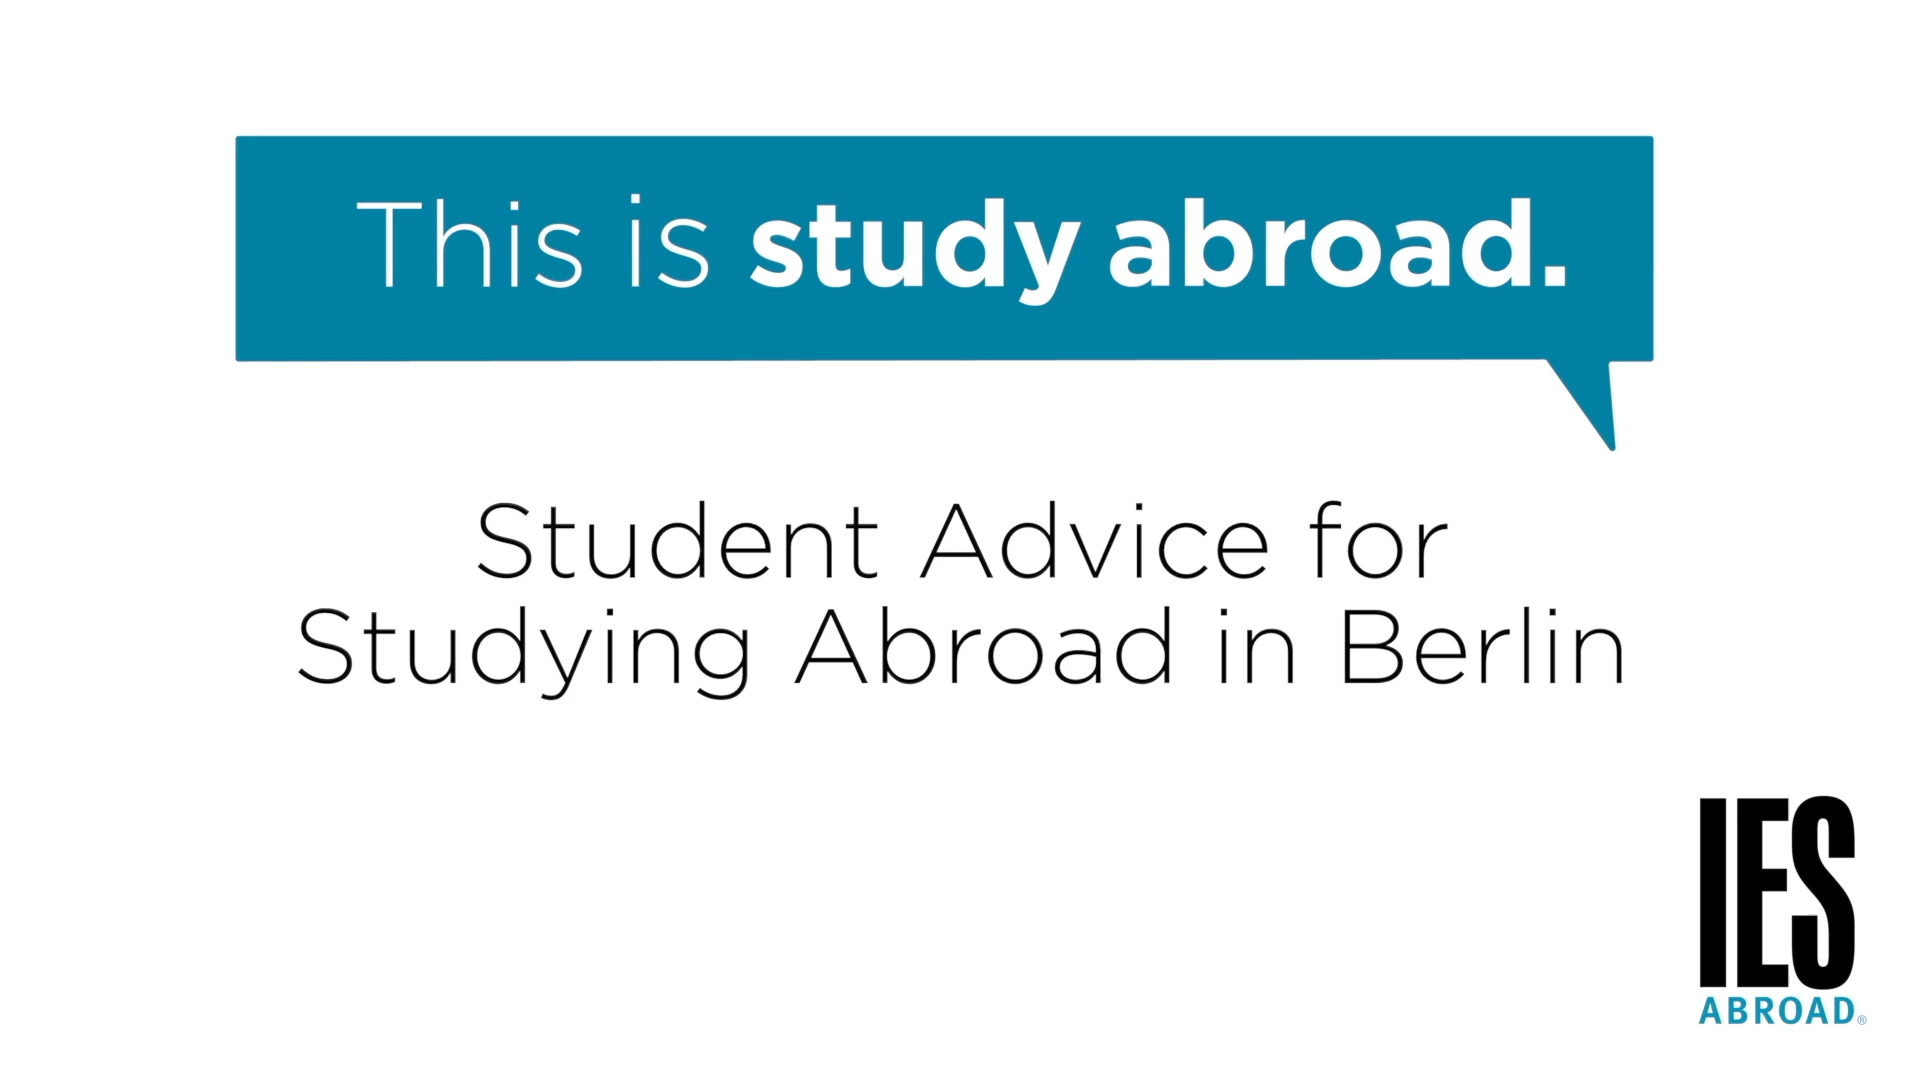 This is study abroad.
Student Advice for
Studying Abroad in Berlin
IES
ABROAD®